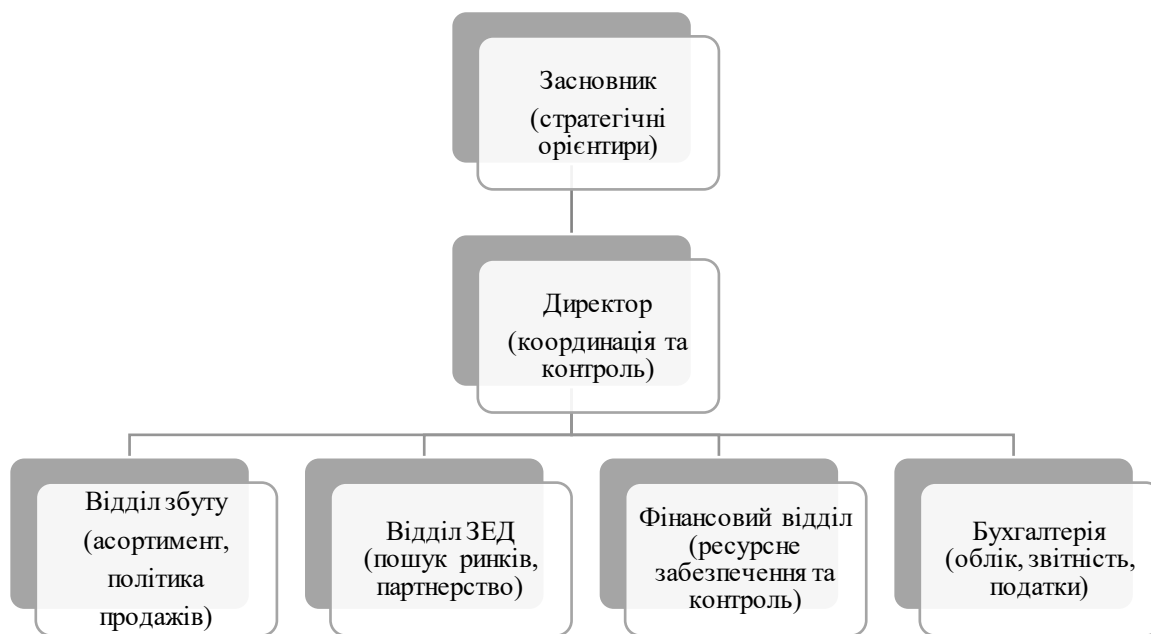 Засновник
(стратегічні
орієнтири)
Директор
(координація та
контроль)
Відділ збуту
(асортимент,
політика
продажів)
Відділ ЗЕД
(пошук ринків,
партнерство)
Фінансовий відділ
(ресурсне
забезпечення та
контроль)
Бухгалтерія
(облік, звітність,
податки)